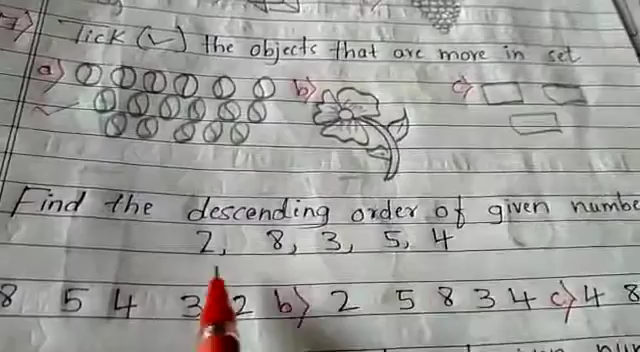 7) Tick (✓) the objects that are more in set
a) b) c)
Find the descending order of given numbe
2, 8, 3, 5, 4
8 5 4 3 2 b) 2 5 8 3 4 c) 4 8